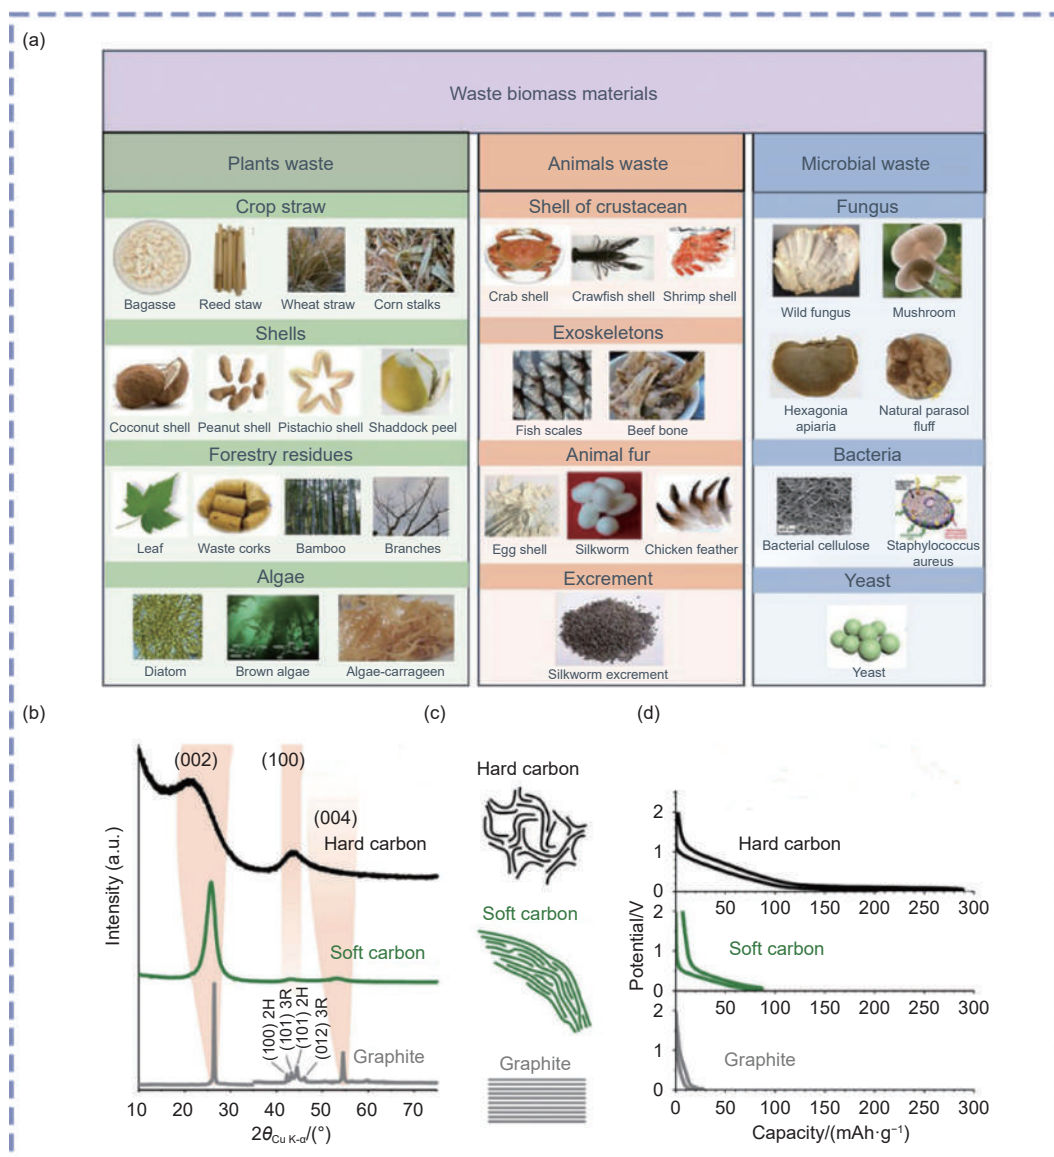 (a)
Waste biomass materials
Plants waste
Animals waste
Microbial waste
Crop straw
Shell of crustacean
Fungus
Bagasse
Reed staw
Wheat straw
Corn stalks
Crab shell
Crawfish shell
Shrimp shell
Wild fungus
Mushroom
Shells
Exoskeletons
Coconut shell
Peanut shell
Pistachio shell
Shaddock peel
Fish scales
Beef bone
Hexagonia
apiaria
Natural parasol
fluff
Forestry residues
Animal fur
Bacteria
Leaf
Waste corks
Bamboo
Branches
Egg shell
Silkworm
Chicken feather
Bacterial cellulose
Staphylococcus
aureus
Algae
Excrement
Yeast
Diatom
Brown algae
Algae-carrageen
Silkworm excrement
Yeast
(b)
(002)
(100)
(004)
Hard carbon
Soft carbon
(100) 2H
(101) 3R
(101) 2H
(012) 3R
Graphite
Intensity (a.u.)
10 20 30 40 50 60 70
2θCu K-α/(°)
(c)
Hard carbon
Soft carbon
Graphite
(d)
2
1
0
Hard carbon
50 100 150 200 250 300
2
1
0
Soft carbon
50 100 150 200 250 300
2
1
0
Graphite
0 50 100 150 200 250 300
Potential/V
Capacity/(mAh·g⁻¹)